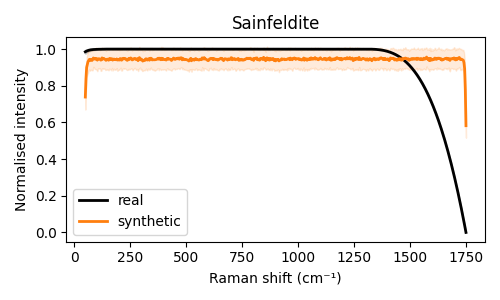 Sainfeldite
Normalised intensity
1.0
0.8
0.6
0.4
0.2
0.0
real
synthetic
0 250 500 750 1000 1250 1500 1750
Raman shift (cm⁻¹)